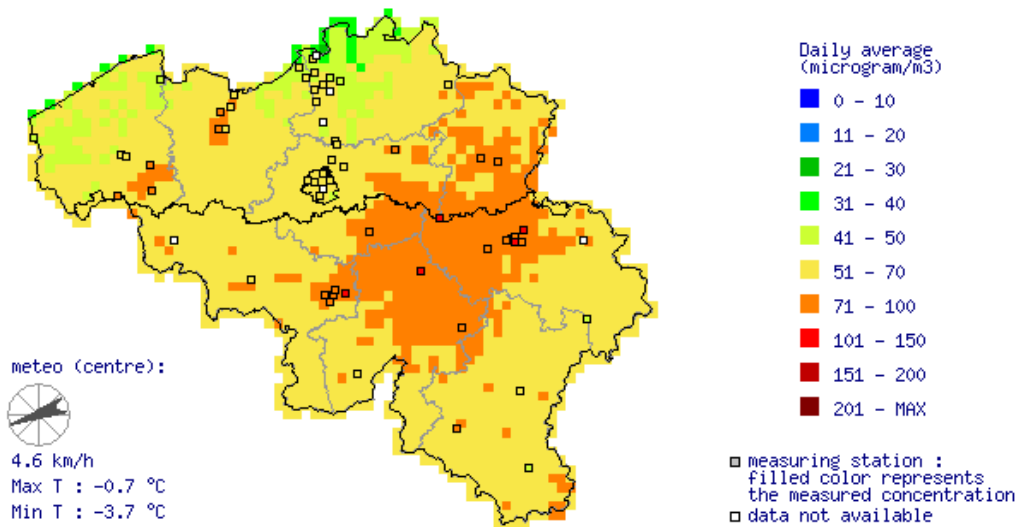 Daily average
(microgram/m3)
0 - 10
11 - 20
21 - 30
31 - 40
41 - 50
51 - 70
71 - 100
101 - 150
151 - 200
201 - MAX
meteo (centre):
4.6 km/h
Max T : -0.7 °C
Min T : -3.7 °C
measuring station :
filled color represents
the measured concentration
data not available